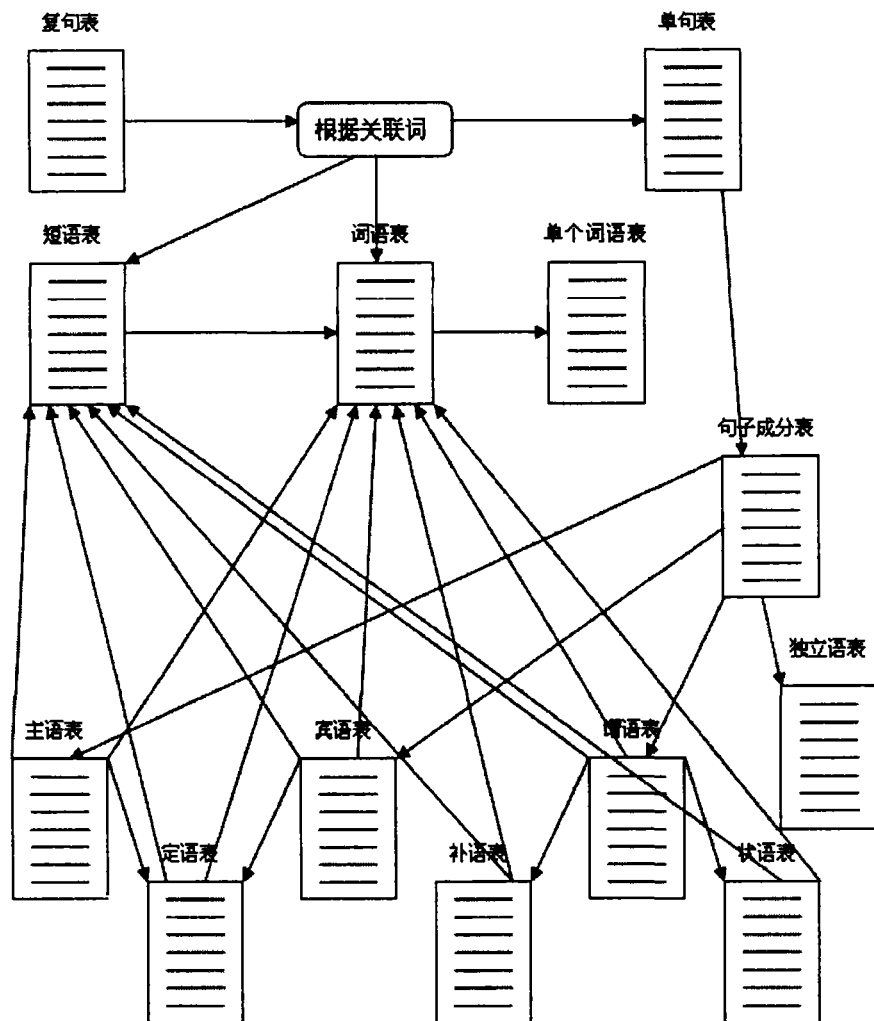 复句表
单句表
根据关联词
短语表
词语表
单个词语表
句子成分表
独立语表
主语表
宾语表
谓语表
定语表
补语表
状语表